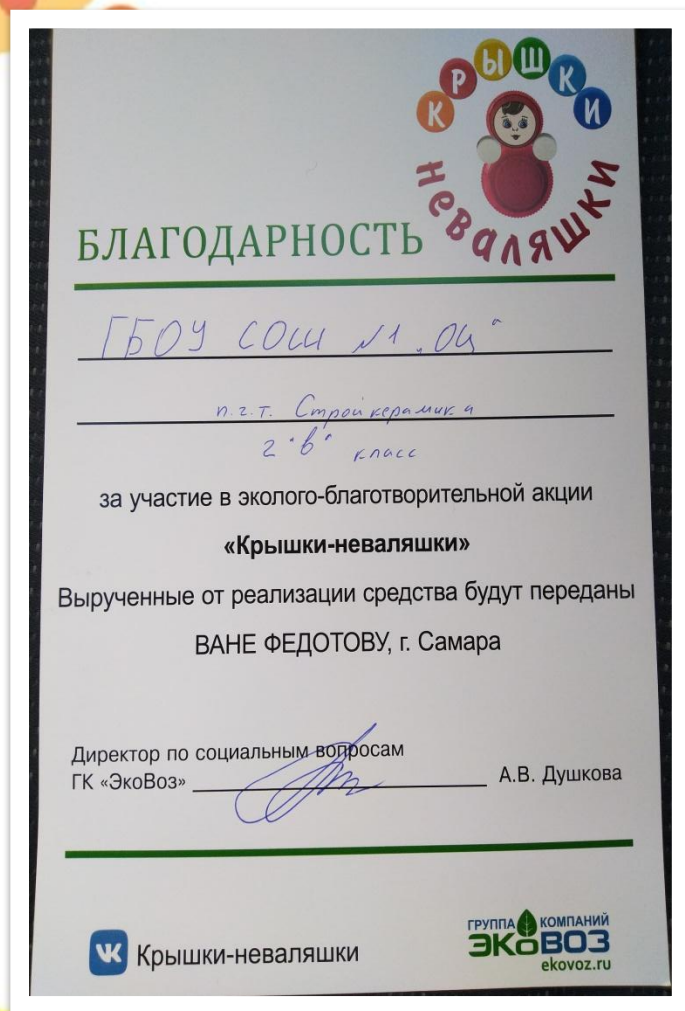 КРЫШКИ
НЕВАЛЯШКИ
БЛАГОДАРНОСТЬ
ГБОУ СОШ №1 „ОЦ“
п.г.т. Стройкерамика
2 "в" класс
за участие в эколого-благотворительной акции
«Крышки-неваляшки»
Вырученные от реализации средства будут переданы
ВАНЕ ФЕДОТОВУ, г. Самара
Директор по социальным вопросам
ГК «ЭкоВоз» А.В. Душкова
Крышки-неваляшки
ГРУППА КОМПАНИЙ
ЭКОВОЗ
ekovoz.ru